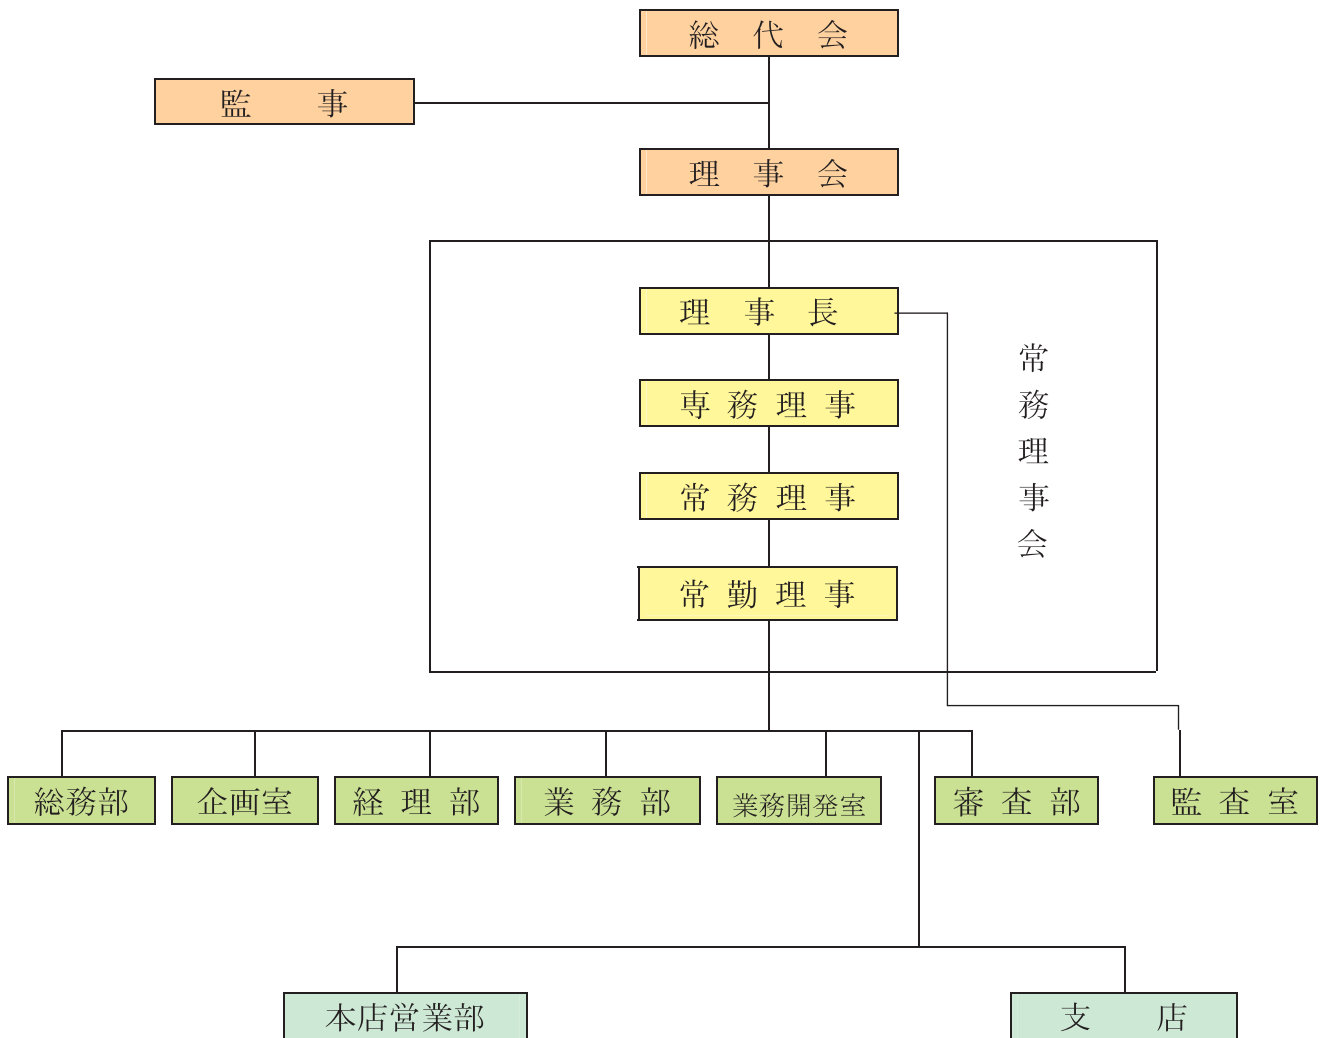 総代会
監事
理事会
理事長
専務理事
常務理事
常勤理事
常務理事会
総務部
企画室
経理部
業務部
業務開発室
審査部
監査室
本店営業部
支店